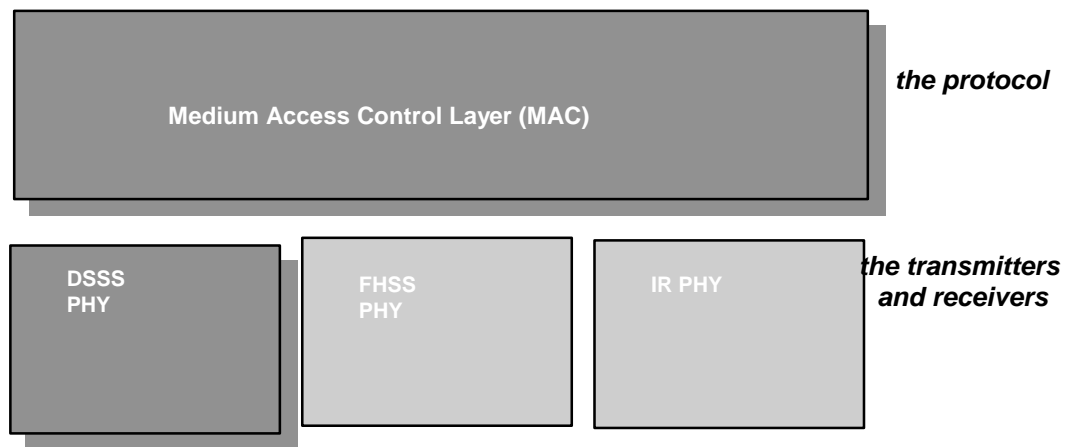 the protocol
Medium Access Control Layer (MAC)
DSSS
PHY
FHSS
PHY
IR PHY
the transmitters
and receivers